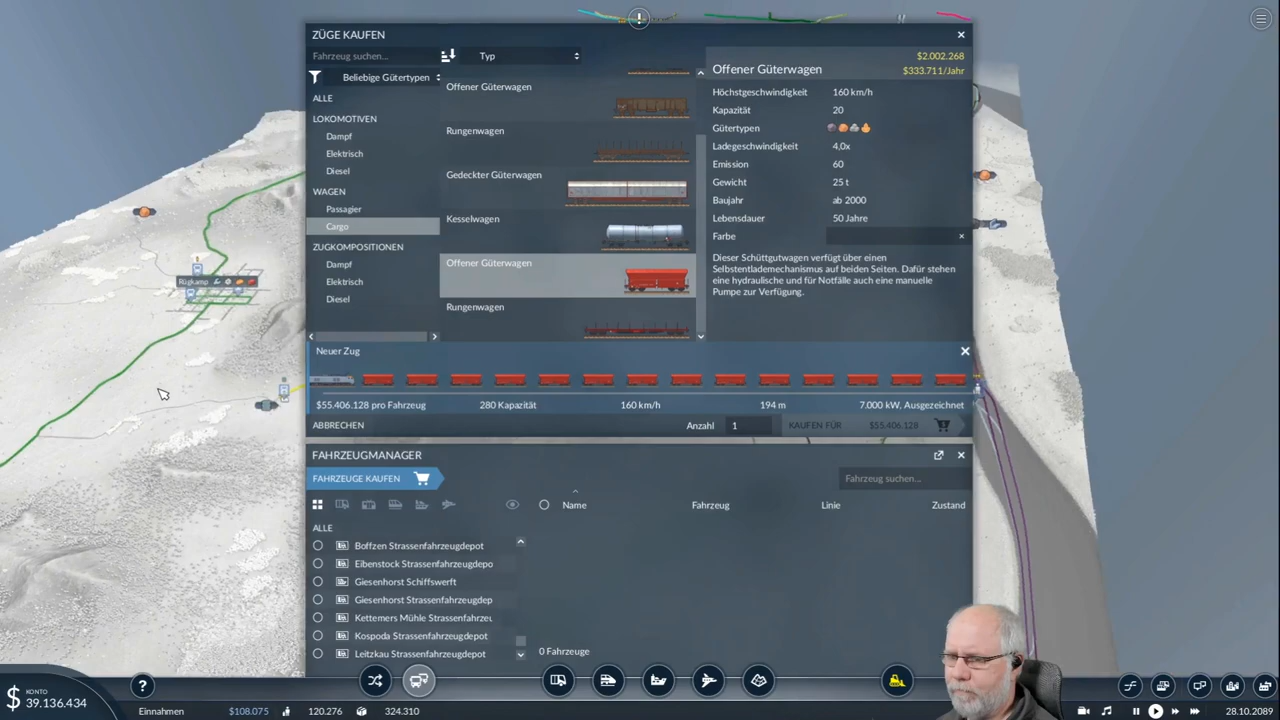 ZÜGE KAUFEN
Fahrzeug suchen...
Typ
Beliebige Gütertypen
ALLE
LOKOMOTIVEN
Dampf
Elektrisch
Diesel
WAGEN
Passagier
Cargo
ZUGKOMPOSITIONEN
Dampf
Elektrisch
Diesel
Offener Güterwagen
Rungenwagen
Gedeckter Güterwagen
Kesselwagen
Offener Güterwagen
Rungenwagen
$2.002.268
Offener Güterwagen
$333.711/Jahr
Höchstgeschwindigkeit 160 km/h
Kapazität 20
Gütertypen
Ladegeschwindigkeit 4,0x
Emission 60
Gewicht 25 t
Baujahr ab 2000
Lebensdauer 50 Jahre
Farbe
Dieser Schüttgutwagen verfügt über einen
Selbstentlademechanismus auf beiden Seiten. Dafür stehen
eine hydraulische und für Notfälle auch eine manuelle
Pumpe zur Verfügung.
Rügkamp
Neuer Zug
$55.406.128 pro Fahrzeug 280 Kapazität 160 km/h 194 m 7.000 kW, Ausgezeichnet
ABBRECHEN Anzahl 1 KAUFEN FÜR $55.406.128
FAHRZEUGMANAGER
FAHRZEUGE KAUFEN Fahrzeug suchen...
Name Fahrzeug Linie Zustand
ALLE
Boffzen Strassenfahrzeugdepot
Eibenstock Strassenfahrzeugdepo
Giesenhorst Schiffswerft
Giesenhorst Strassenfahrzeugdep
Kettemers Mühle Strassenfahrzeu
Kospoda Strassenfahrzeugdepot
Leitzkau Strassenfahrzeugdepot
0 Fahrzeuge
$ KONTO
39.136.434
?
Einnahmen $108.075 120.276 324.310 28.10.2089